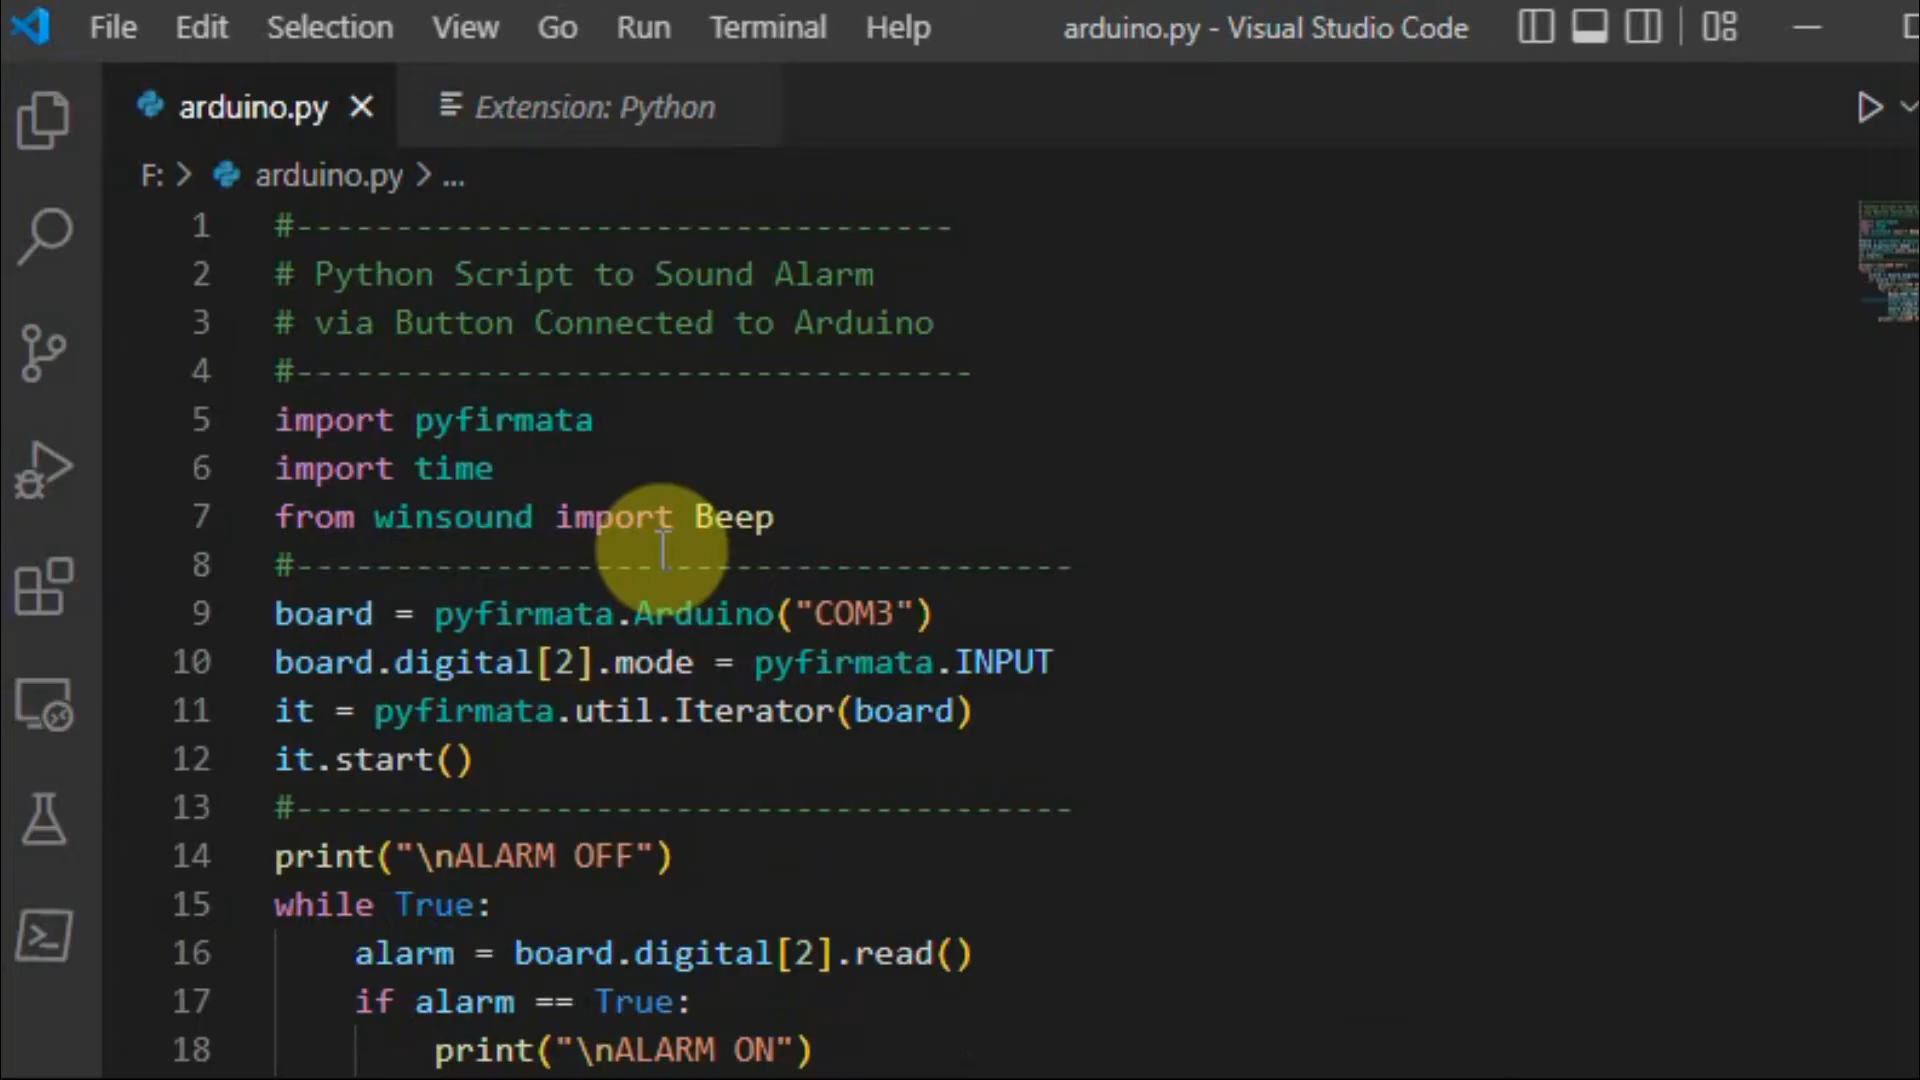 File Edit Selection View Go Run Terminal Help arduino.py - Visual Studio Code
arduino.py Extension: Python
F: > arduino.py > ...
1 #---------------------------------
2 # Python Script to Sound Alarm
3 # via Button Connected to Arduino
4 #----------------------------------
5 import pyfirmata
6 import time
7 from winsound import Beep
8 #---------------------------------------
9 board = pyfirmata.Arduino("COM3")
10 board.digital[2].mode = pyfirmata.INPUT
11 it = pyfirmata.util.Iterator(board)
12 it.start()
13 #---------------------------------------
14 print("\nALARM OFF")
15 while True:
16     alarm = board.digital[2].read()
17     if alarm == True:
18         print("\nALARM ON")